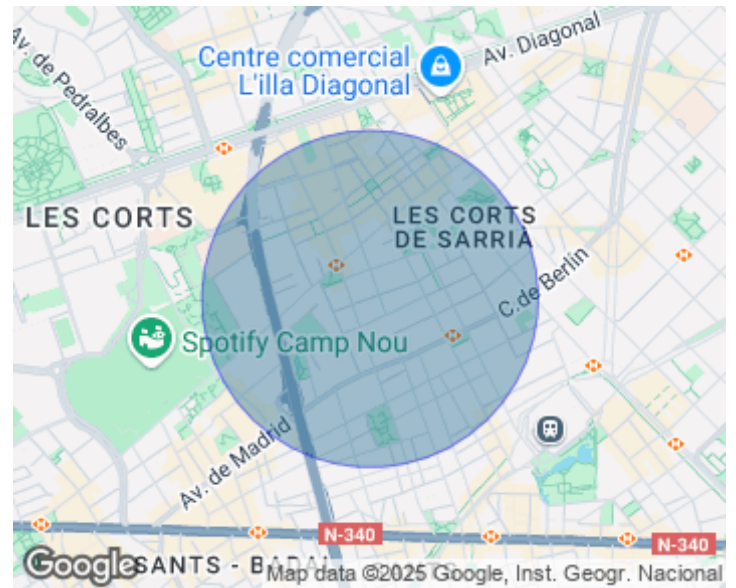 Centre comercial
L'illa Diagonal
Av. Diagonal
Av. de Pedralbes
LES CORTS
LES CORTS
DE SARRIÀ
C. de Berlín
Spotify Camp Nou
Av. de Madrid
N-340
N-340
Google
SANTS - BADAL
Map data ©2025 Google, Inst. Geogr. Nacional